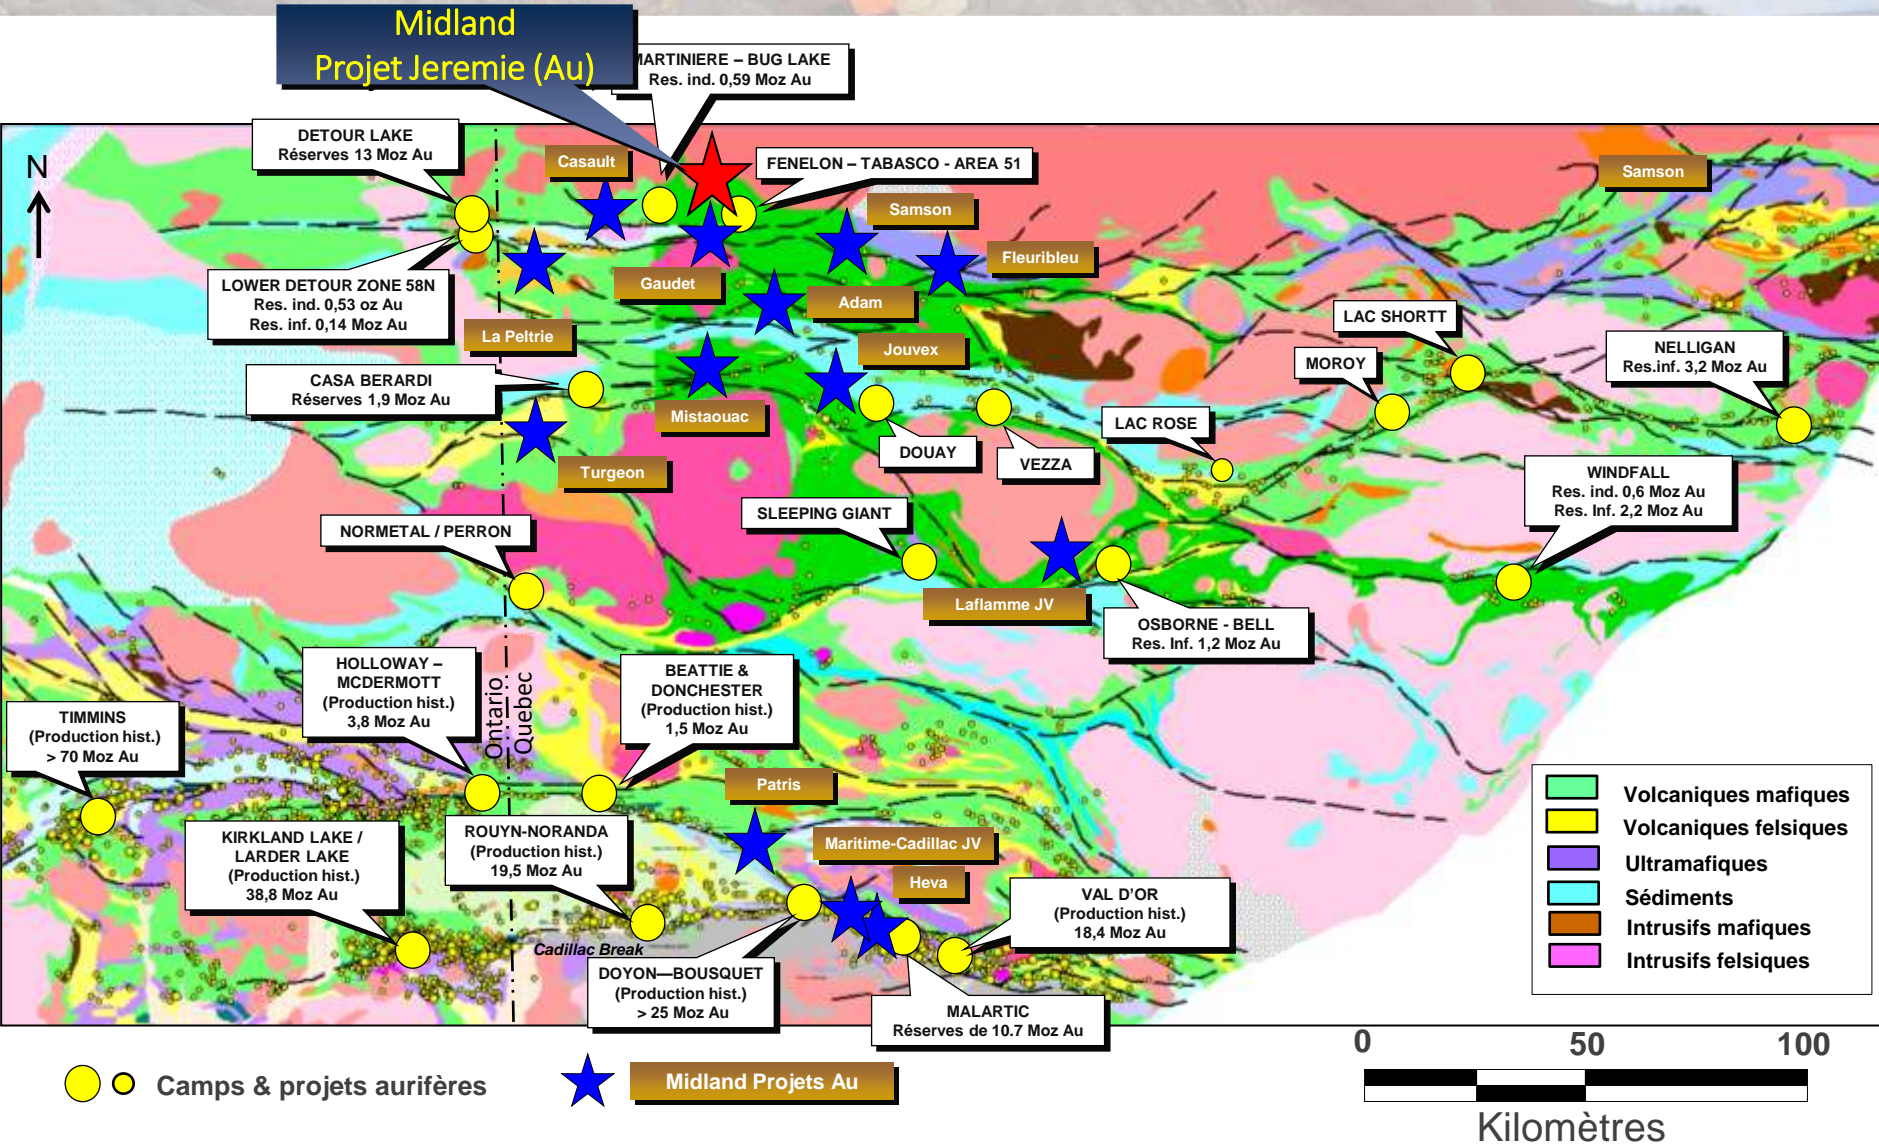 Midland
Projet Jeremie (Au)
MARTINIERE – BUG LAKE
Res. ind. 0,59 Moz Au
DETOUR LAKE
Réserves 13 Moz Au
N
Casault
FENELON – TABASCO - AREA 51
Samson
Samson
Fleuribleu
LOWER DETOUR ZONE 58N
Res. ind. 0,53 oz Au
Res. inf. 0,14 Moz Au
Gaudet
Adam
La Peltrie
LAC SHORTT
Jouvex
NELLIGAN
Res.inf. 3,2 Moz Au
MOROY
CASA BERARDI
Réserves 1,9 Moz Au
Mistaouac
LAC ROSE
DOUAY
VEZZA
Turgeon
WINDFALL
Res. ind. 0,6 Moz Au
Res. Inf. 2,2 Moz Au
SLEEPING GIANT
NORMETAL / PERRON
Laflamme JV
OSBORNE - BELL
Res. Inf. 1,2 Moz Au
HOLLOWAY –
MCDERMOTT
(Production hist.)
3,8 Moz Au
Ontario
Quebec
BEATTIE &
DONCHESTER
(Production hist.)
1,5 Moz Au
TIMMINS
(Production hist.)
> 70 Moz Au
Patris
KIRKLAND LAKE /
LARDER LAKE
(Production hist.)
38,8 Moz Au
ROUYN-NORANDA
(Production hist.)
19,5 Moz Au
Maritime-Cadillac JV
Heva
VAL D’OR
(Production hist.)
18,4 Moz Au
Cadillac Break
DOYON—BOUSQUET
(Production hist.)
> 25 Moz Au
MALARTIC
Réserves de 10.7 Moz Au
Volcaniques mafiques
Volcaniques felsiques
Ultramafiques
Sédiments
Intrusifs mafiques
Intrusifs felsiques
0 50 100
Kilomètres
Camps & projets aurifères
Midland Projets Au